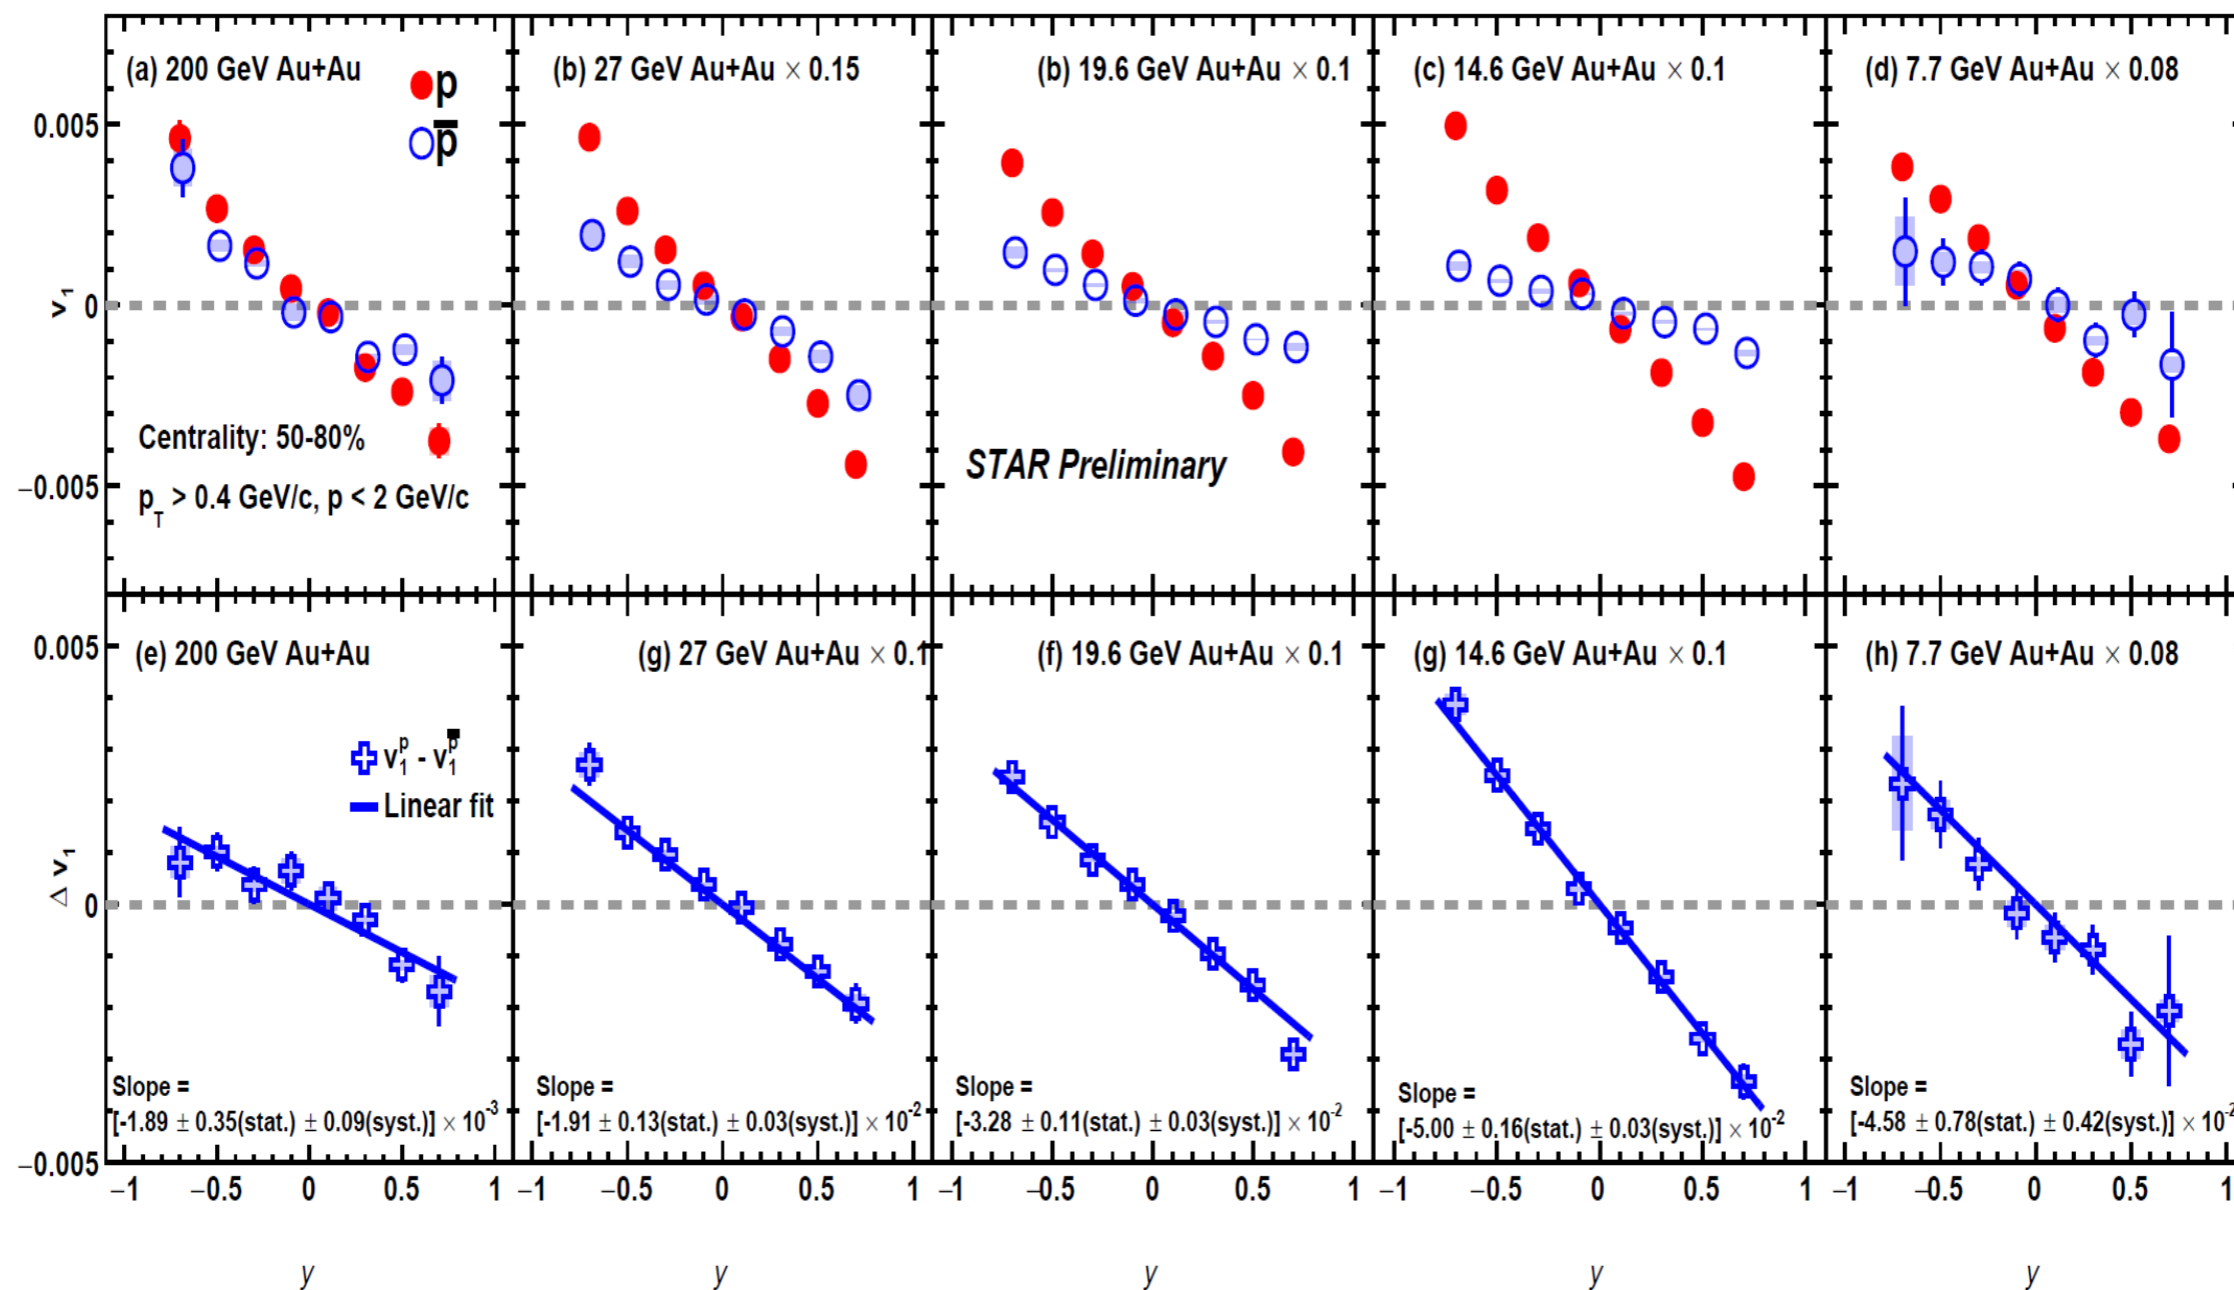 (a) 200 GeV Au+Au
p
p̅
(b) 27 GeV Au+Au × 0.15
(b) 19.6 GeV Au+Au × 0.1
(c) 14.6 GeV Au+Au × 0.1
(d) 7.7 GeV Au+Au × 0.08
0.005
v₁
0
−0.005
Centrality: 50-80%
p_T > 0.4 GeV/c, p < 2 GeV/c
STAR Preliminary
(e) 200 GeV Au+Au
(g) 27 GeV Au+Au × 0.1
(f) 19.6 GeV Au+Au × 0.1
(g) 14.6 GeV Au+Au × 0.1
(h) 7.7 GeV Au+Au × 0.08
0.005
Δ v₁
0
−0.005
v₁^p - v₁^p̅
Linear fit
Slope =
[-1.89 ± 0.35(stat.) ± 0.09(syst.)] × 10⁻³
Slope =
[-1.91 ± 0.13(stat.) ± 0.03(syst.)] × 10⁻²
Slope =
[-3.28 ± 0.11(stat.) ± 0.03(syst.)] × 10⁻²
Slope =
[-5.00 ± 0.16(stat.) ± 0.03(syst.)] × 10⁻²
Slope =
[-4.58 ± 0.78(stat.) ± 0.42(syst.)] × 10⁻²
−1 −0.5 0 0.5 1
−1 −0.5 0 0.5 1
−1 −0.5 0 0.5 1
−1 −0.5 0 0.5 1
−1 −0.5 0 0.5 1
y y y y y